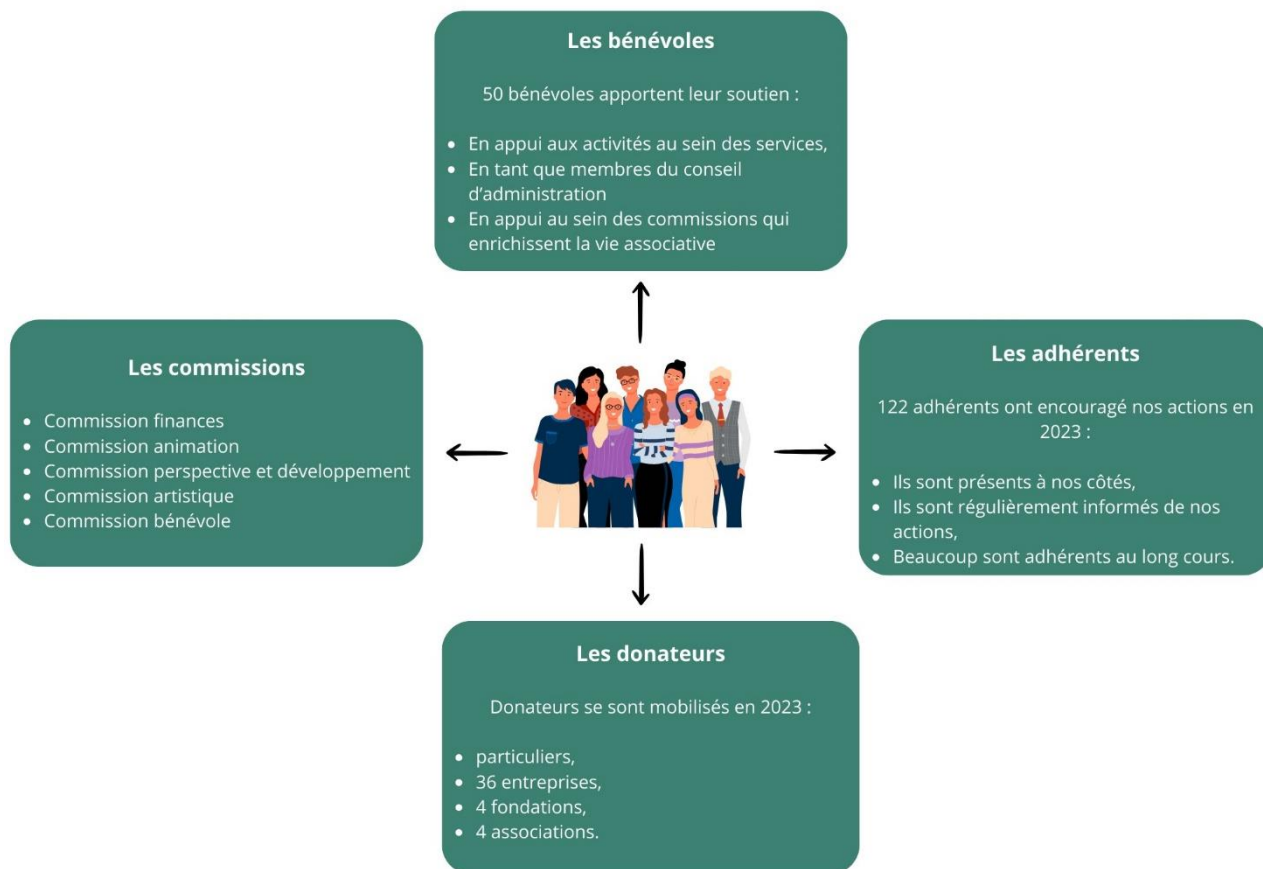 Les bénévoles
50 bénévoles apportent leur soutien :
• En appui aux activités au sein des services,
• En tant que membres du conseil
d'administration
• En appui au sein des commissions qui
enrichissent la vie associative
Les commissions
• Commission finances
• Commission animation
• Commission perspective et développement
• Commission artistique
• Commission bénévole
Les adhérents
122 adhérents ont encouragé nos actions en
2023 :
• Ils sont présents à nos côtés,
• Ils sont régulièrement informés de nos
actions,
• Beaucoup sont adhérents au long cours.
Les donateurs
Donateurs se sont mobilisés en 2023 :
• particuliers,
• 36 entreprises,
• 4 fondations,
• 4 associations.